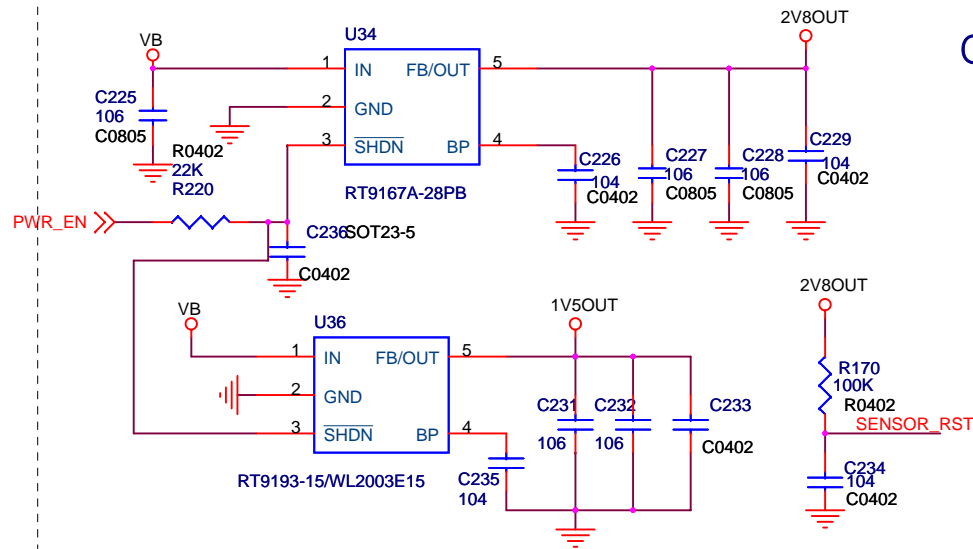 2V8OUT
VB
U34
1
IN
FB/OUT
5
C225
106
C0805
2
GND
3
SHDN
BP
4
R0402
22K
R220
RT9167A-28PB
C226
104
C0402
C227
106
C0805
C228
106
C0805
C229
104
C0402
PWR_EN
C236
SOT23-5
C0402
VB
U36
1
IN
FB/OUT
5
2
GND
3
SHDN
BP
4
RT9193-15/WL2003E15
1V5OUT
C231
106
C232
106
C233
C0402
C235
104
2V8OUT
R170
100K
R0402
SENSOR_RST
C234
104
C0402